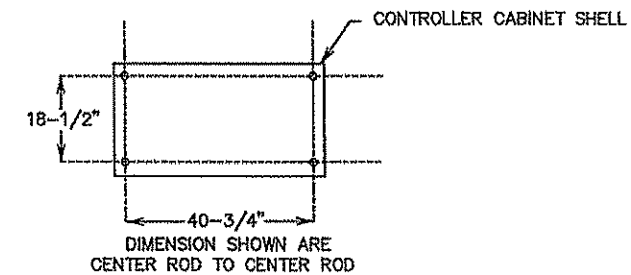 CONTROLLER CABINET SHELL
18-1/2"
40-3/4"
DIMENSION SHOWN ARE
CENTER ROD TO CENTER ROD